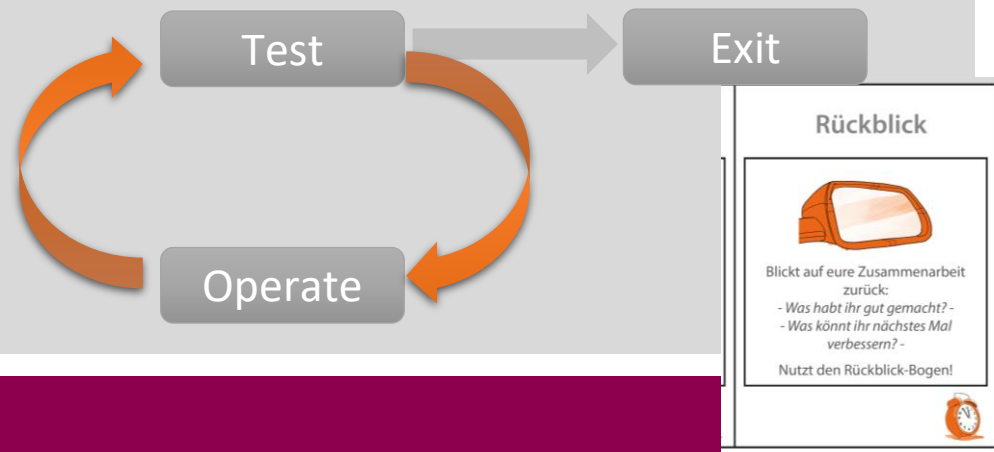 Test
Exit
Operate
Rückblick
Blickt auf eure Zusammenarbeit
zurück:
- Was habt ihr gut gemacht? -
- Was könnt ihr nächstes Mal
verbessern? -
Nutzt den Rückblick-Bogen!